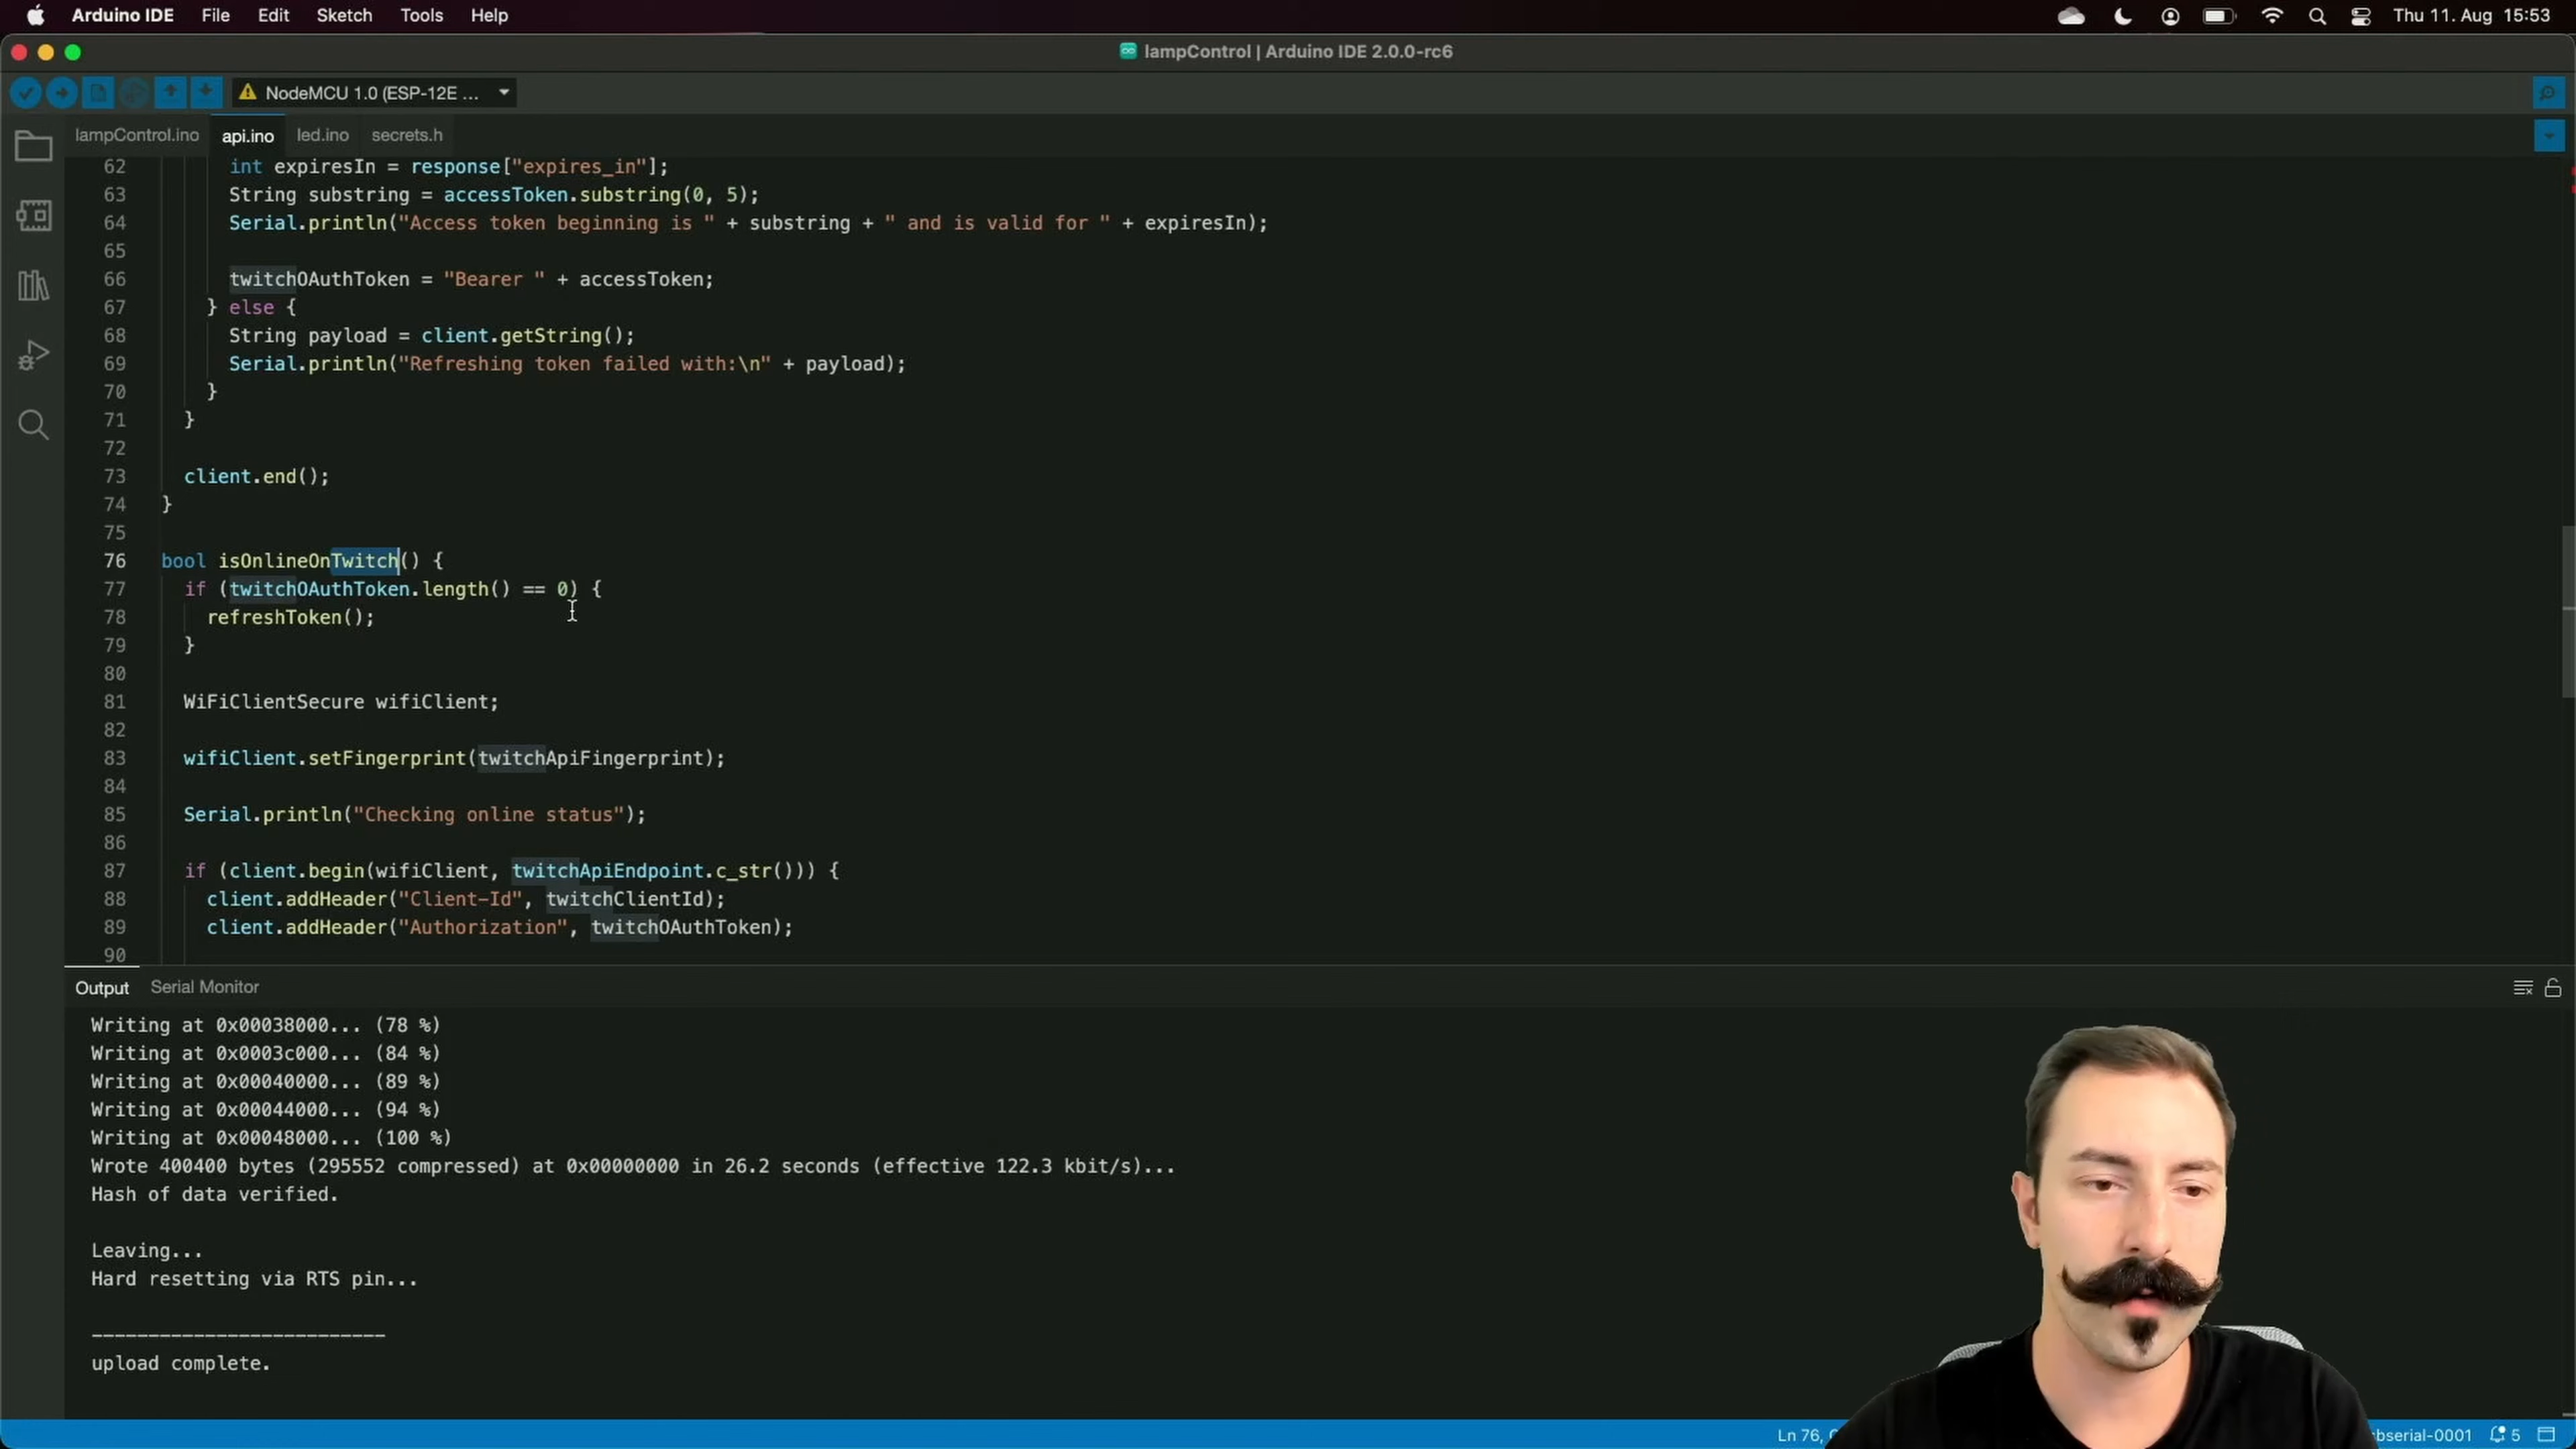 Arduino IDE File Edit Sketch Tools Help Thu 11. Aug 15:53
lampControl | Arduino IDE 2.0.0-rc6
NodeMCU 1.0 (ESP-12E ...
lampControl.ino api.ino led.ino secrets.h
62 int expiresIn = response["expires_in"];
63 String substring = accessToken.substring(0, 5);
64 Serial.println("Access token beginning is " + substring + " and is valid for " + expiresIn);
65
66 twitchOAuthToken = "Bearer " + accessToken;
67 } else {
68 String payload = client.getString();
69 Serial.println("Refreshing token failed with:\n" + payload);
70 }
71 }
72
73 client.end();
74 }
75
76 bool isOnlineOnTwitch() {
77 if (twitchOAuthToken.length() == 0) {
78 refreshToken();
79 }
80
81 WiFiClientSecure wifiClient;
82
83 wifiClient.setFingerprint(twitchApiFingerprint);
84
85 Serial.println("Checking online status");
86
87 if (client.begin(wifiClient, twitchApiEndpoint.c_str())) {
88 client.addHeader("Client-Id", twitchClientId);
89 client.addHeader("Authorization", twitchOAuthToken);
90
Output Serial Monitor
Writing at 0x00038000... (78 %)
Writing at 0x0003c000... (84 %)
Writing at 0x00040000... (89 %)
Writing at 0x00044000... (94 %)
Writing at 0x00048000... (100 %)
Wrote 400400 bytes (295552 compressed) at 0x00000000 in 26.2 seconds (effective 122.3 kbit/s)...
Hash of data verified.
Leaving...
Hard resetting via RTS pin...
--------------------------
upload complete.
Ln 76, bserial-0001 5